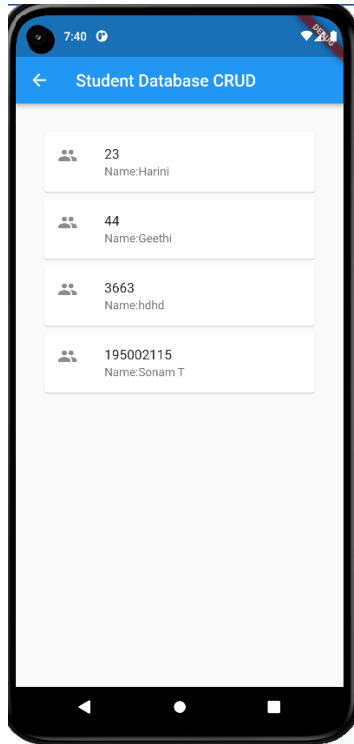 7:40
DEBUG
Student Database CRUD
23
Name:Harini
44
Name:Geethi
3663
Name:hdhd
195002115
Name:Sonam T